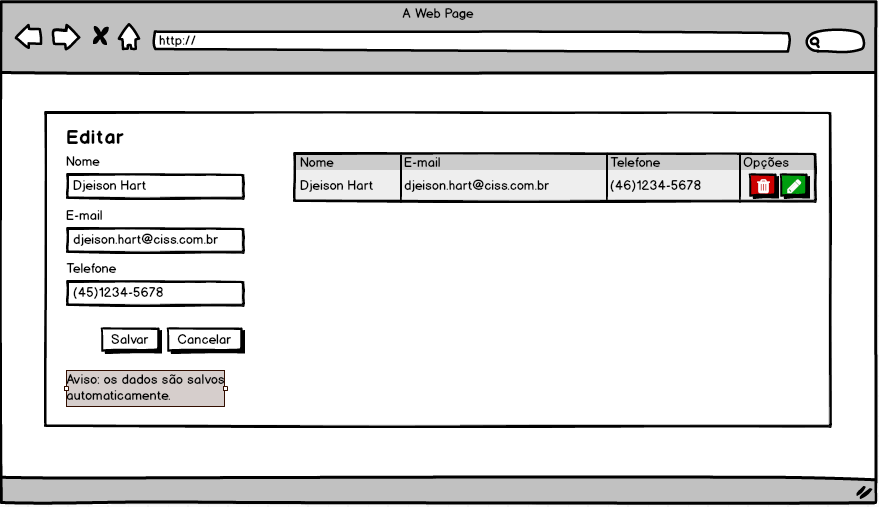 A Web Page
http://
Editar
Nome
Djeison Hart
E-mail
djeison.hart@ciss.com.br
Telefone
(45)1234-5678
Salvar Cancelar
Aviso: os dados são salvos
automaticamente.
Nome E-mail Telefone Opções
Djeison Hart djeison.hart@ciss.com.br (46)1234-5678